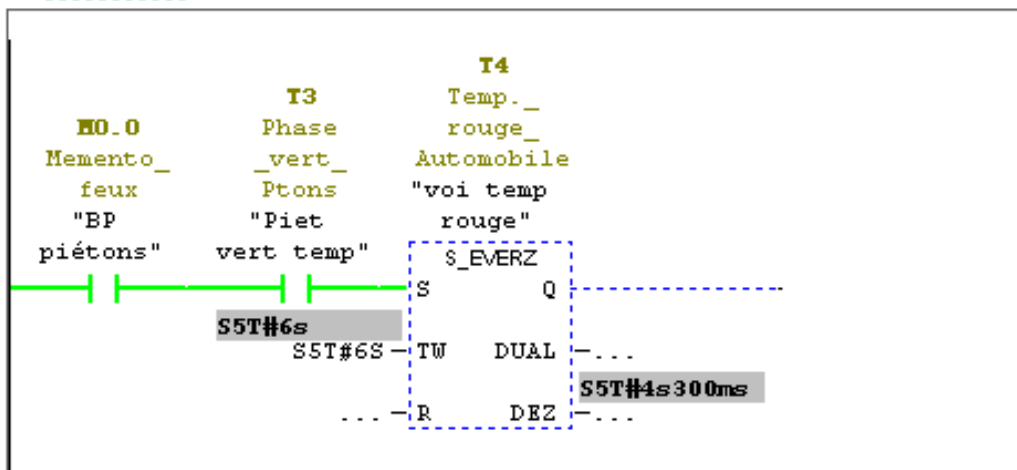 M0.0
Memento_
feux
"BP
piétons"
T3
Phase
_vert_
Ptons
"Piet
vert temp"
T4
Temp._
rouge_
Automobile
"voi temp
rouge"
S_EVERZ
S Q
S5T#6s
S5T#6S TW DUAL ...
S5T#4s300ms
... R DEZ ...